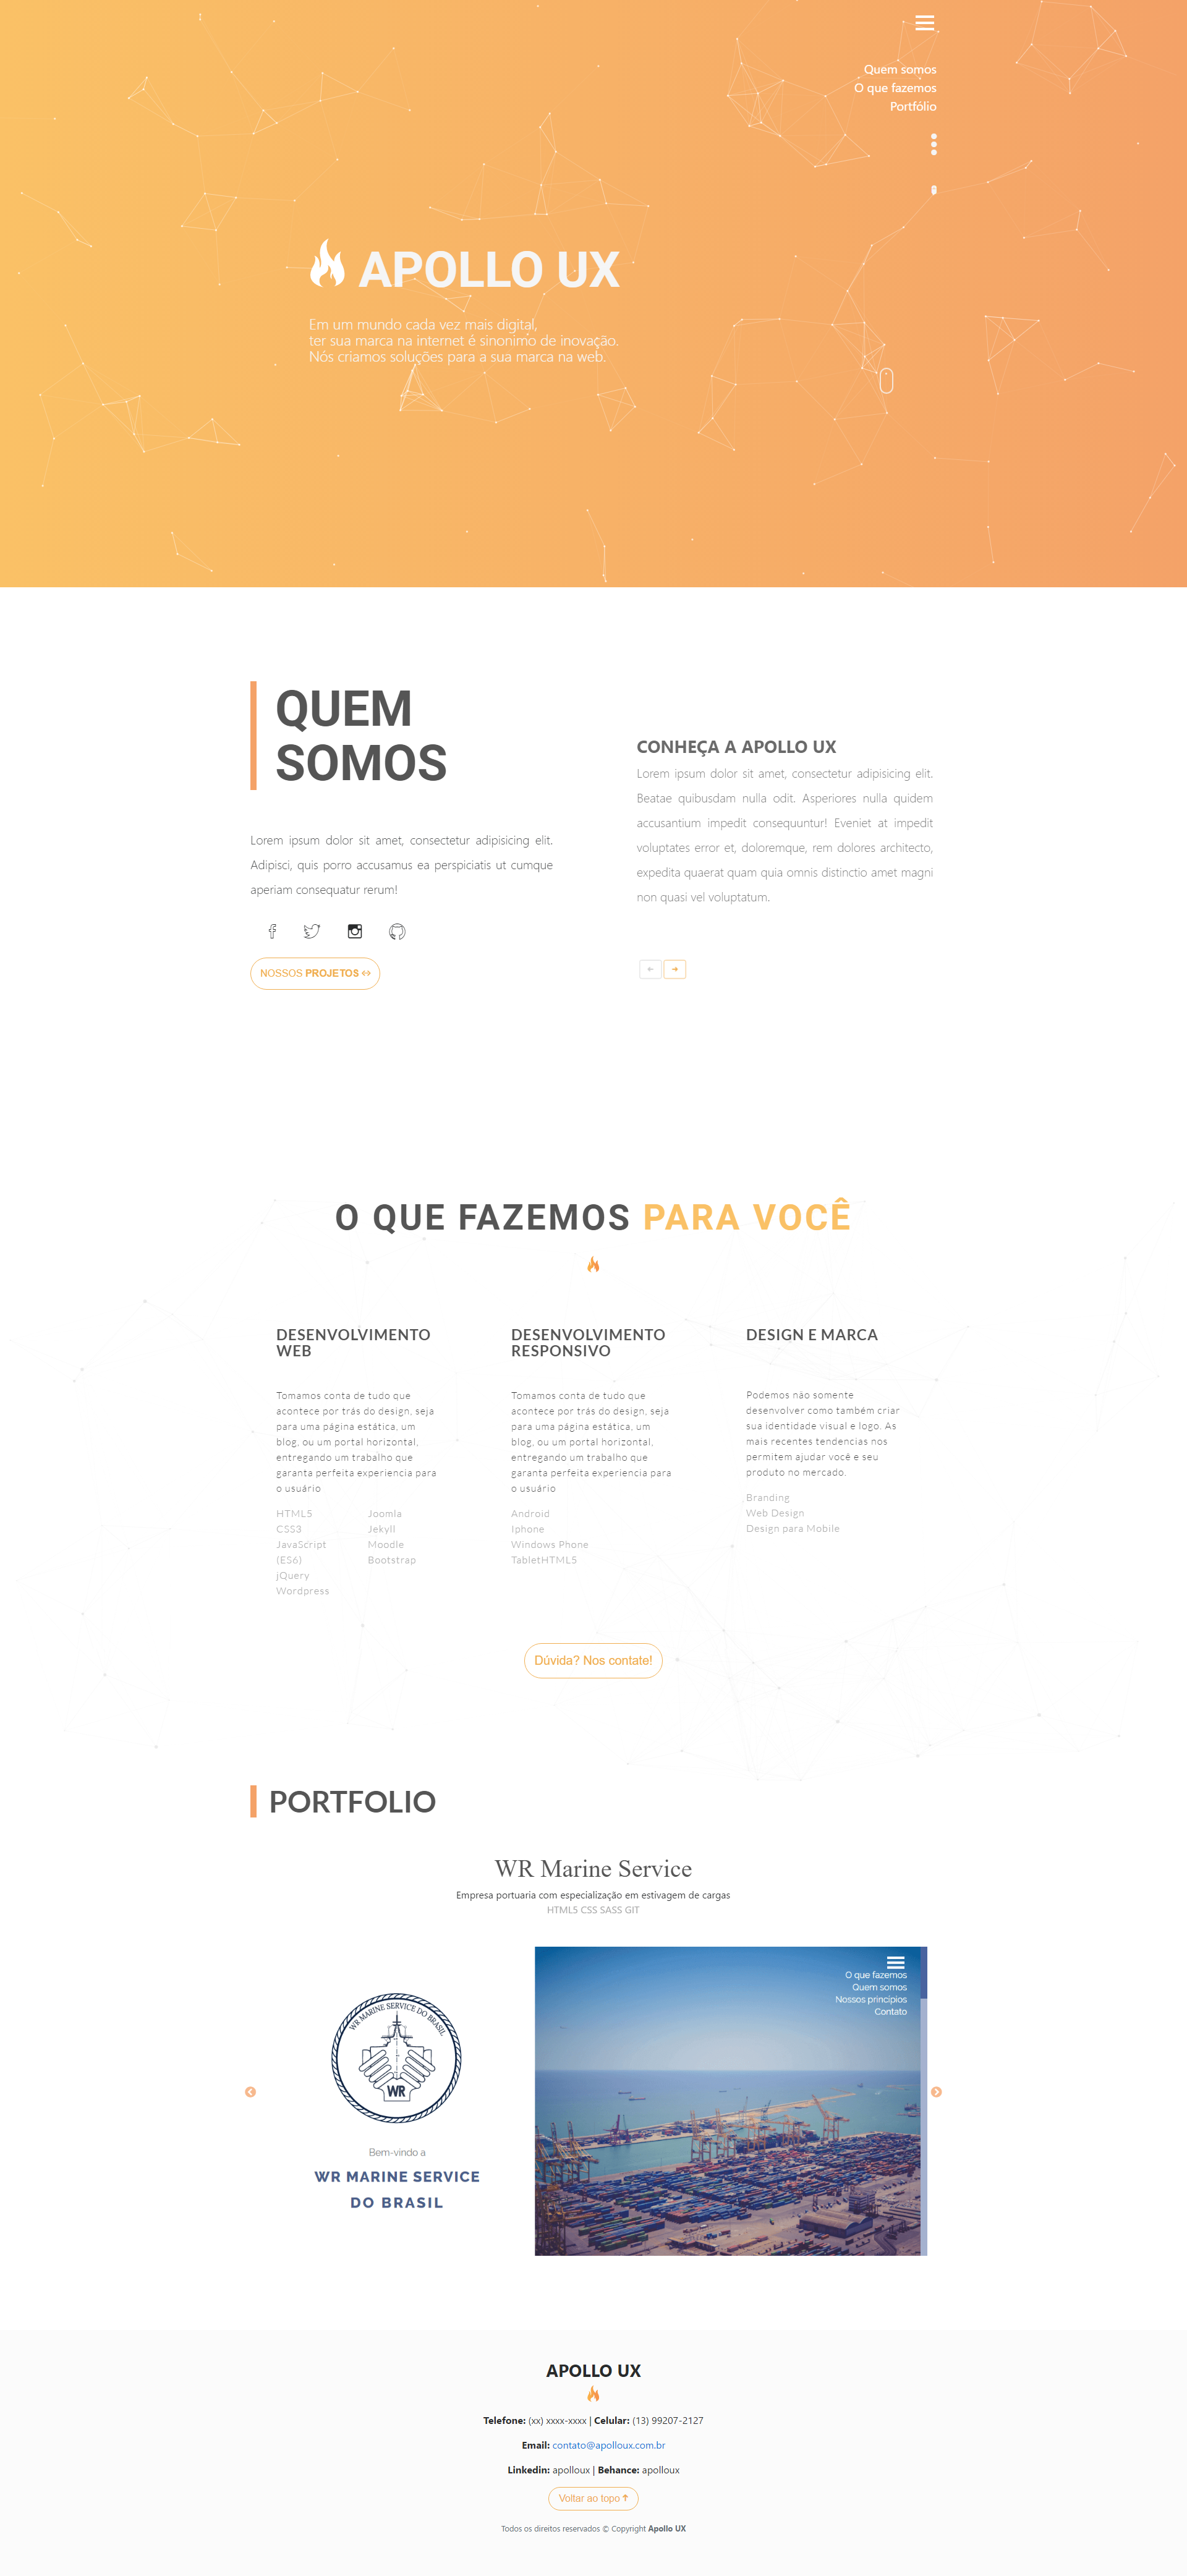 Quem somos
O que fazemos
Portfólio
APOLLO UX
Em um mundo cada vez mais digital,
ter sua marca na internet é sinonimo de inovação.
Nós criamos soluções para a sua marca na web.
QUEM
SOMOS
Lorem ipsum dolor sit amet, consectetur adipisicing elit.
Adipisci, quis porro accusamus ea perspiciatis ut cumque
aperiam consequatur rerum!
NOSSOS PROJETOS
CONHEÇA A APOLLO UX
Lorem ipsum dolor sit amet, consectetur adipisicing elit.
Beatae quibusdam nulla odit. Asperiores nulla quidem
accusantium impedit consequuntur! Eveniet at impedit
voluptates error et, doloremque, rem dolores architecto,
expedita quaerat quam quia omnis distinctio amet magni
non quasi vel voluptatum.
O QUE FAZEMOS PARA VOCÊ
DESENVOLVIMENTO
WEB
Tomamos conta de tudo que
acontece por trás do design, seja
para uma página estática, um
blog, ou um portal horizontal,
entregando um trabalho que
garanta perfeita experiencia para
o usuário
HTML5
CSS3
JavaScript
(ES6)
jQuery
Wordpress
Joomla
Jekyll
Moodle
Bootstrap
DESENVOLVIMENTO
RESPONSIVO
Tomamos conta de tudo que
acontece por trás do design, seja
para uma página estática, um
blog, ou um portal horizontal,
entregando um trabalho que
garanta perfeita experiencia para
o usuário
Android
Iphone
Windows Phone
TabletHTML5
DESIGN E MARCA
Podemos não somente
desenvolver como também criar
sua identidade visual e logo. As
mais recentes tendencias nos
permitem ajudar você e seu
produto no mercado.
Branding
Web Design
Design para Mobile
Dúvida? Nos contate!
PORTFOLIO
WR Marine Service
Empresa portuaria com especialização em estivagem de cargas
HTML5 CSS SASS GIT
WR MARINE SERVICE DO BRASIL
WR
Bem-vindo a
WR MARINE SERVICE
DO BRASIL
O que fazemos
Quem somos
Nossos principios
Contato
APOLLO UX
Telefone: (xx) xxxx-xxxx | Celular: (13) 99207-2127
Email: contato@apolloux.com.br
Linkedin: apolloux | Behance: apolloux
Voltar ao topo
Todos os direitos reservados © Copyright Apollo UX